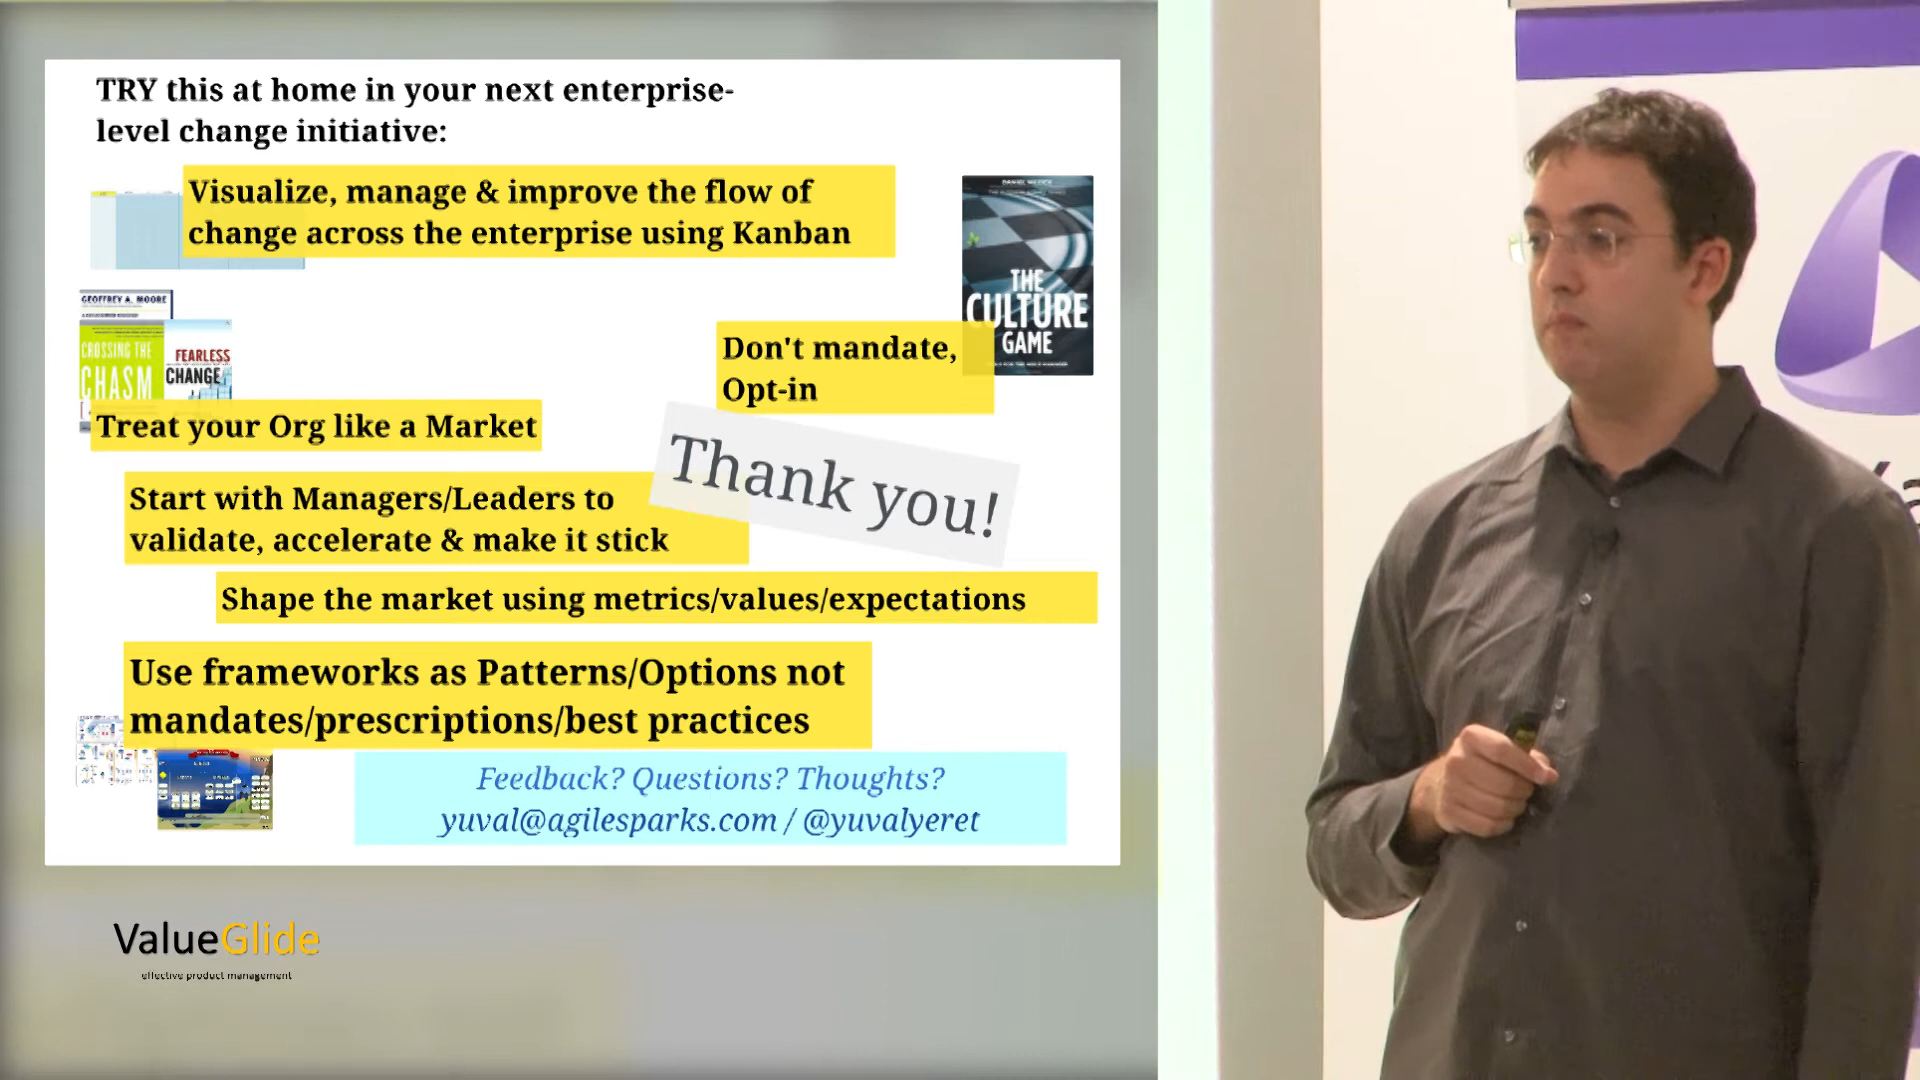 TRY this at home in your next enterprise-
level change initiative:
Visualize, manage & improve the flow of
change across the enterprise using Kanban
GEOFFREY A. MOORE
CROSSING THE
CHASM
FEARLESS
CHANGE
THE
CULTURE
GAME
Don't mandate,
Opt-in
Treat your Org like a Market
Thank you!
Start with Managers/Leaders to
validate, accelerate & make it stick
Shape the market using metrics/values/expectations
Use frameworks as Patterns/Options not
mandates/prescriptions/best practices
Feedback? Questions? Thoughts?
yuval@agilesparks.com / @yuvalyeret
ValueGlide
effective product management